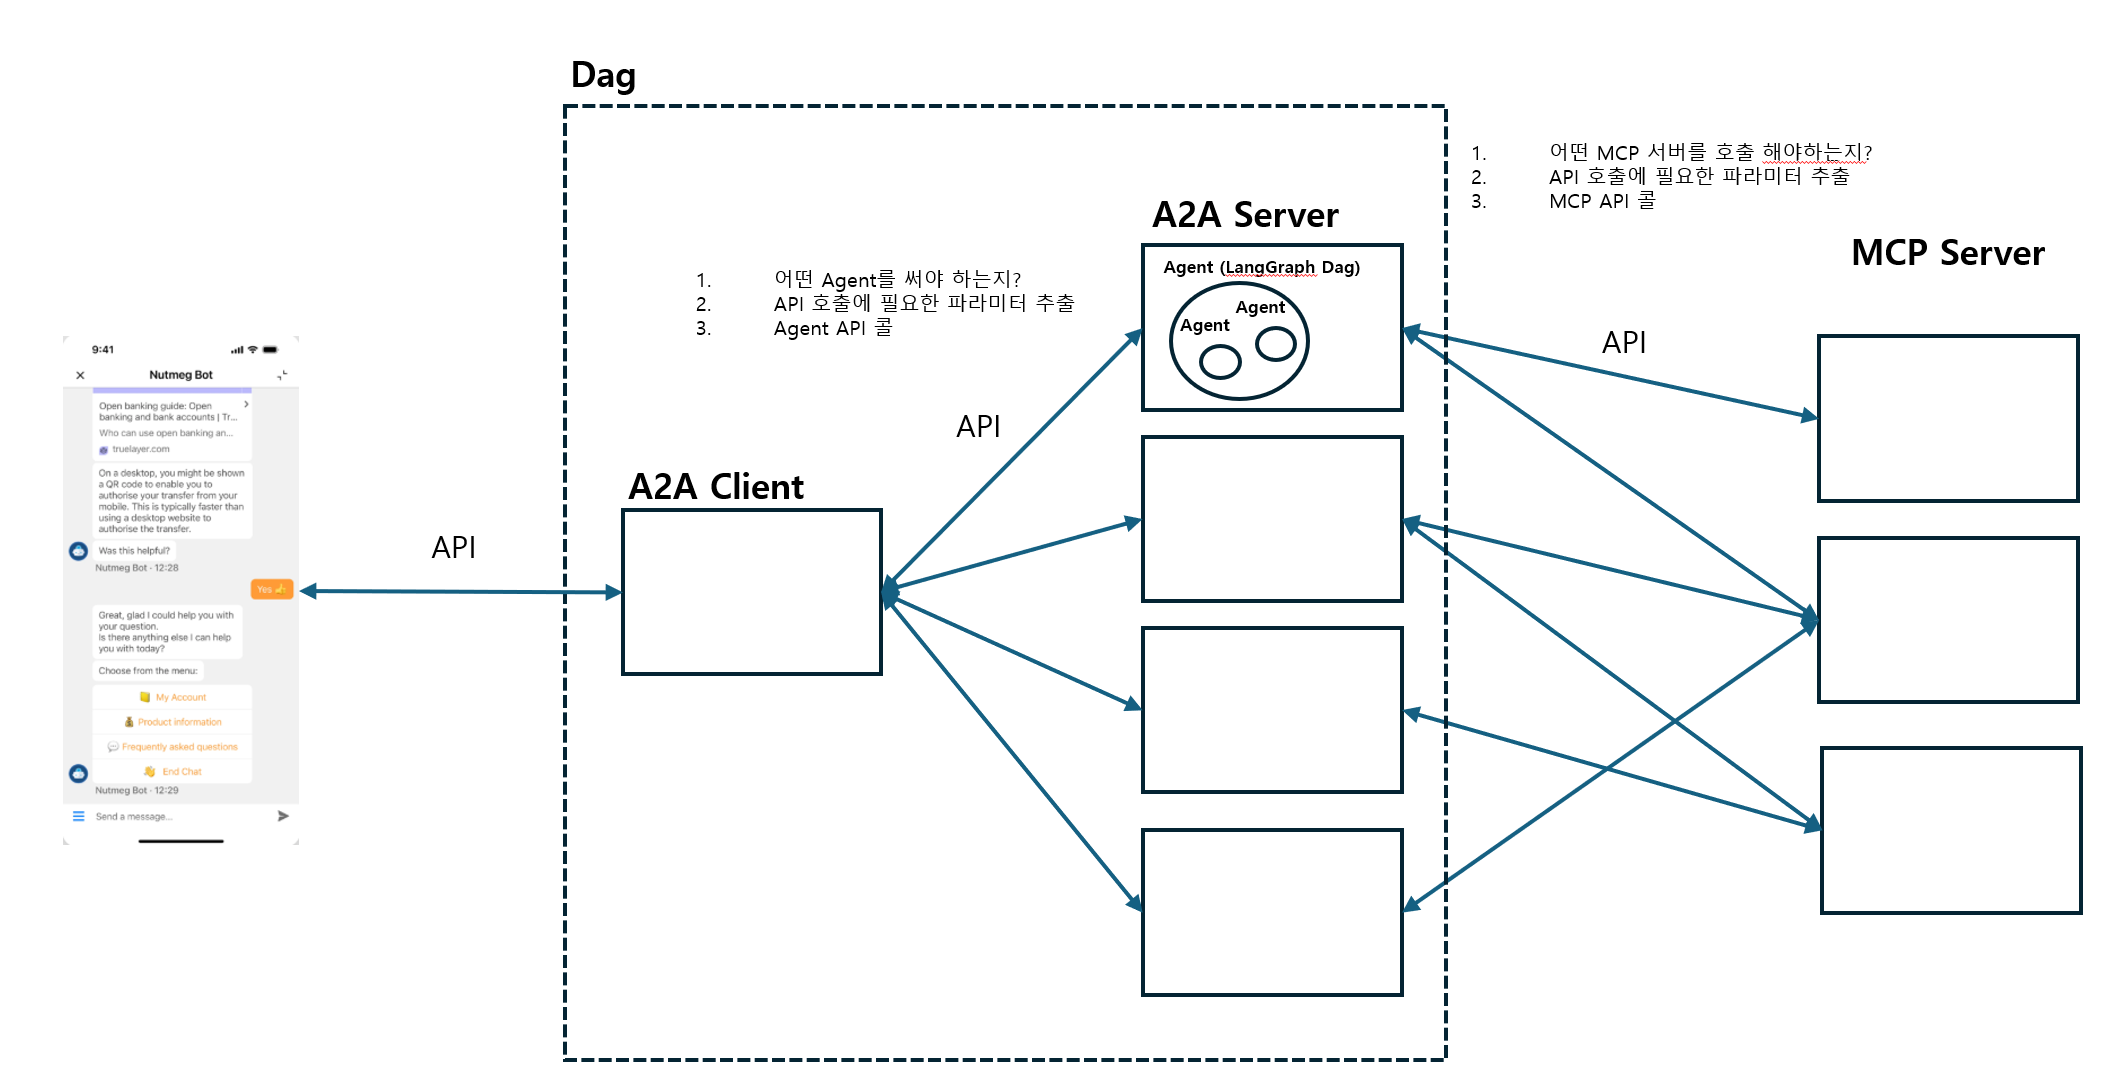 Dag
1. 어떤 MCP 서버를 호출 해야하는지?
2. API 호출에 필요한 파라미터 추출
3. MCP API 콜
A2A Server
MCP Server
Agent (LangGraph Dag)
Agent
Agent
1. 어떤 Agent를 써야 하는지?
2. API 호출에 필요한 파라미터 추출
3. Agent API 콜
API
API
A2A Client
API
9:41
Nutmeg Bot
Open banking guide: Open
banking and bank accounts | Tr...
Who can use open banking an...
truelayer.com
On a desktop, you might be shown
a QR code to enable you to
authorise your transfer from your
mobile. This is typically faster than
using a desktop website to
authorise the transfer.
Was this helpful?
Nutmeg Bot - 12:28
Yes 👍
Great, glad I could help you with
your question.
Is there anything else I can help
you with today?
Choose from the menu:
My Account
Product information
Frequently asked questions
End Chat
Nutmeg Bot - 12:29
Send a message...